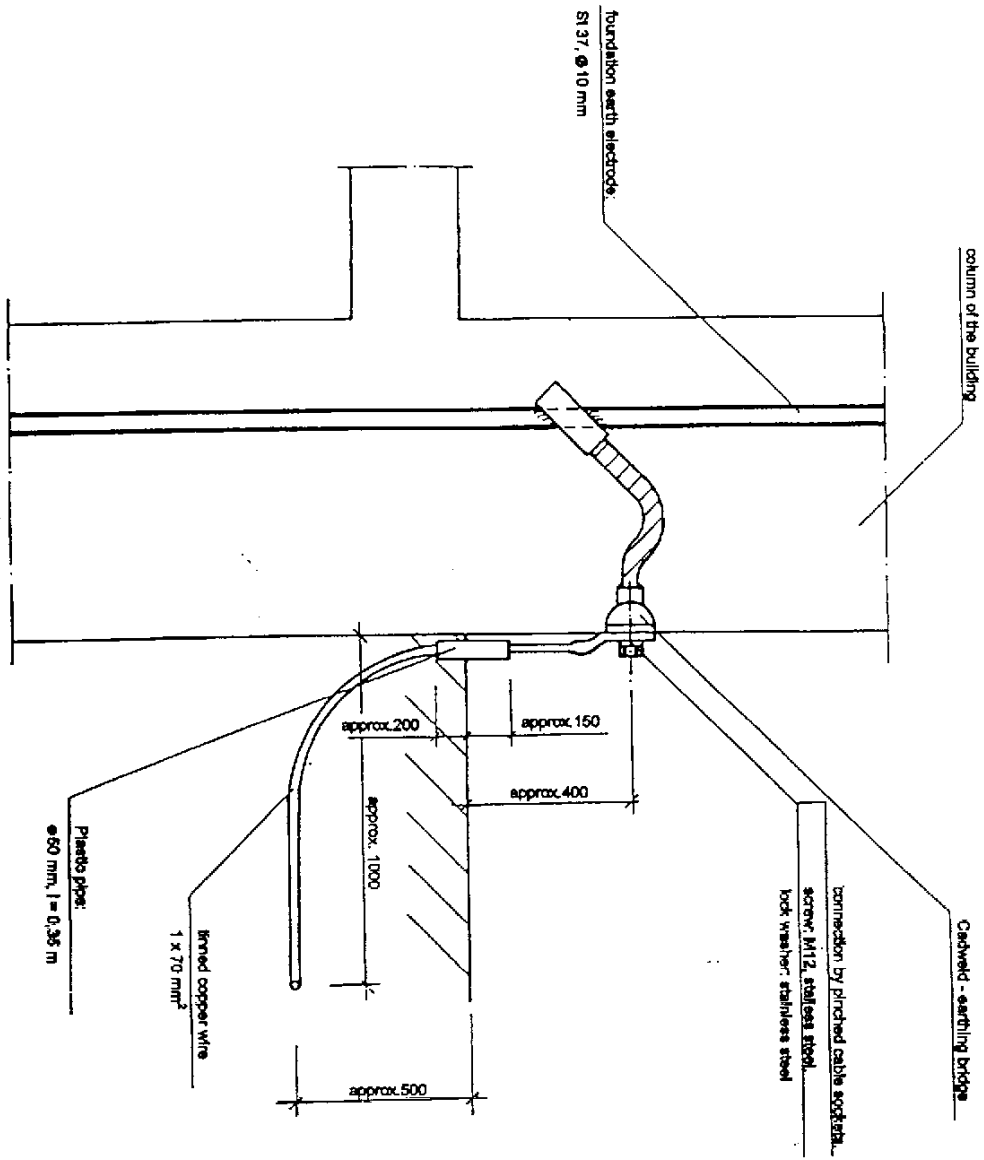 foundation earth electrode:
St 37, ø 10 mm
column of the building
approx.200
approx.150
approx.400
approx. 1000
approx.500
Plastic pipe:
ø 50 mm, l = 0,35 m
tinned copper wire
1 x 70 mm²
connection by pinched cable sockets.
screw: M12, stailess steel,
lock washer: stainless steel
Cadweld - earthing bridge